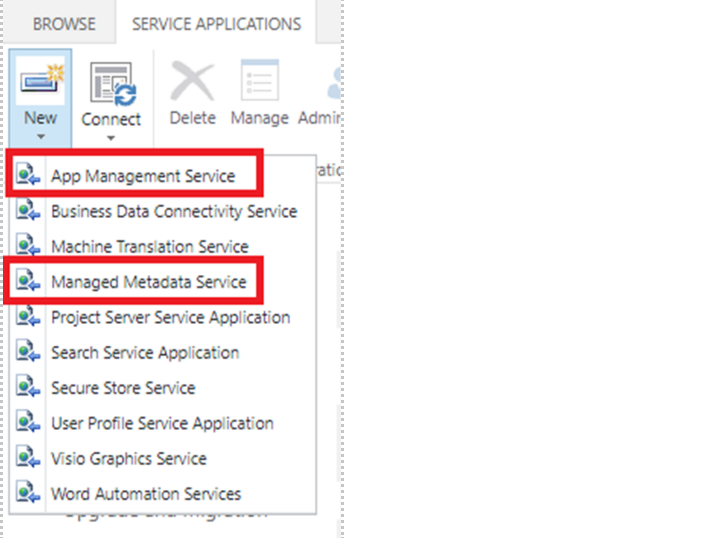 BROWSE SERVICE APPLICATIONS
New Connect Delete Manage
App Management Service
Business Data Connectivity Service
Machine Translation Service
Managed Metadata Service
Project Server Service Application
Search Service Application
Secure Store Service
User Profile Service Application
Visio Graphics Service
Word Automation Services